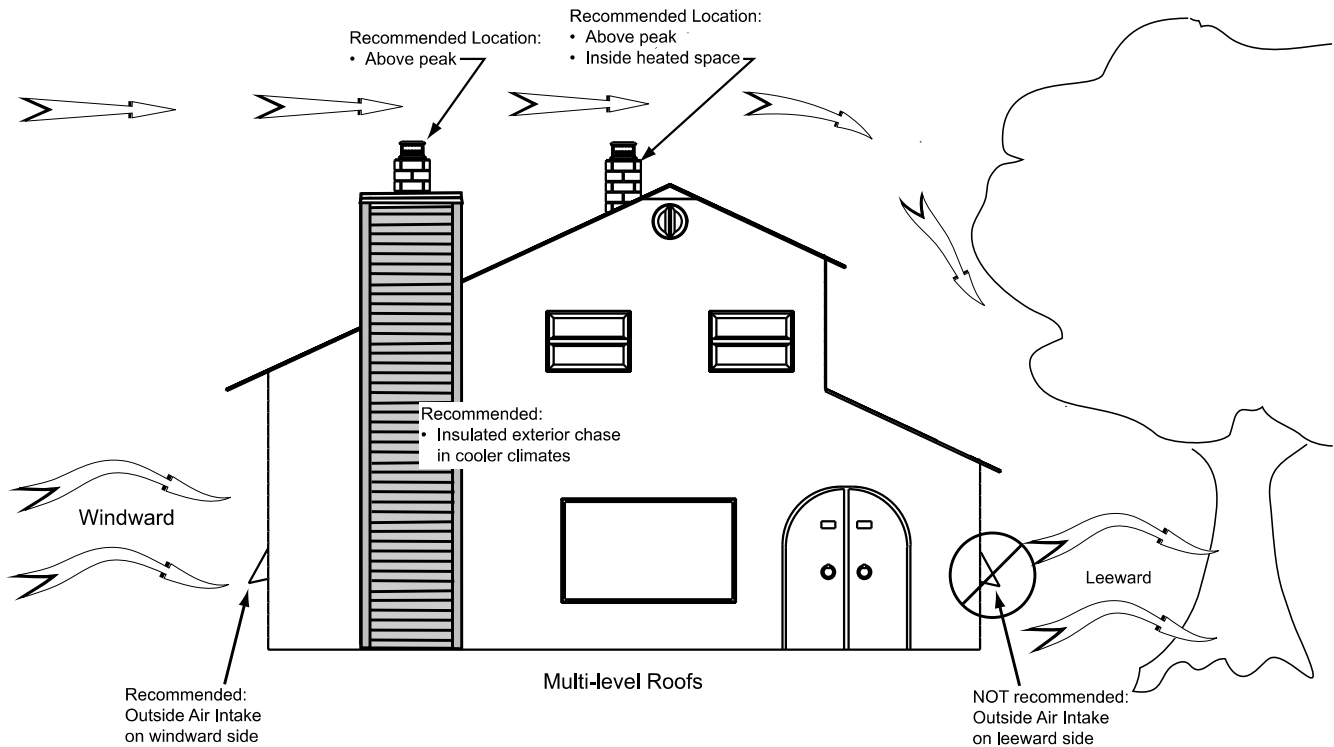 Recommended Location:
• Above peak
Recommended Location:
• Above peak
• Inside heated space
Recommended:
• Insulated exterior chase
in cooler climates
Windward
Leeward
Recommended:
Outside Air Intake
on windward side
Multi-level Roofs
NOT recommended:
Outside Air Intake
on leeward side